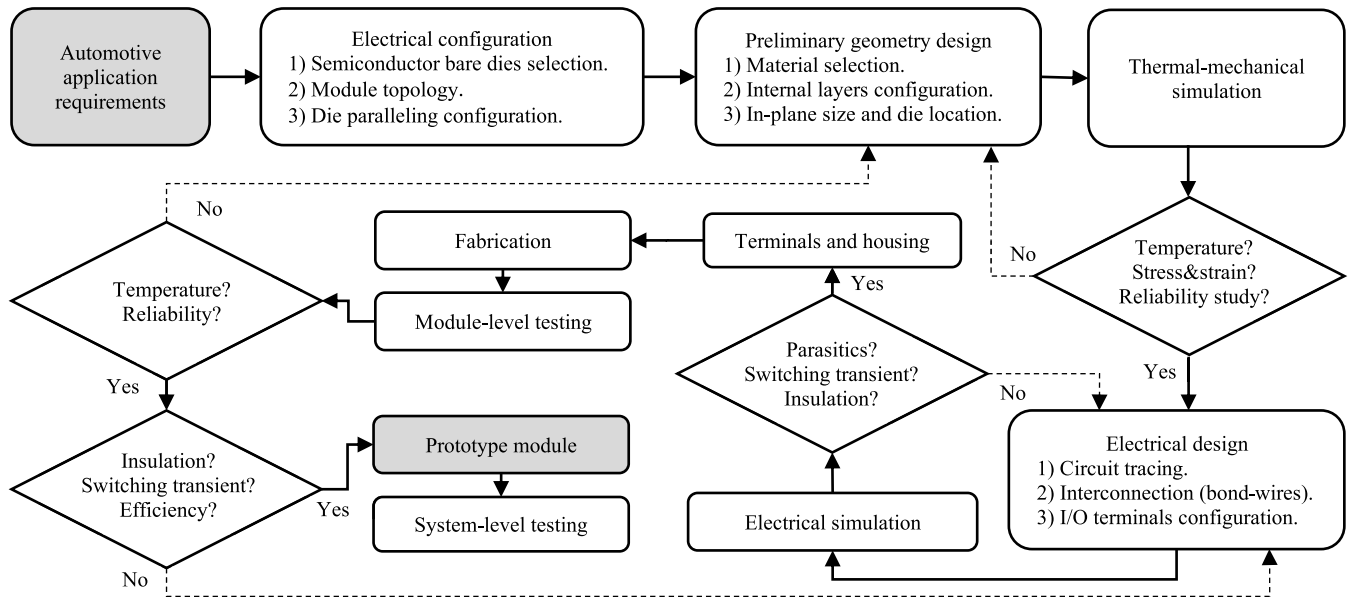 Automotive
application
requirements
Electrical configuration
1) Semiconductor bare dies selection.
2) Module topology.
3) Die paralleling configuration.
Preliminary geometry design
1) Material selection.
2) Internal layers configuration.
3) In-plane size and die location.
Thermal-mechanical
simulation
No
Fabrication
Terminals and housing
No
Temperature?
Stress&strain?
Reliability study?
Temperature?
Reliability?
Module-level testing
Yes
Parasitics?
Switching transient?
Insulation?
Yes
Yes
No
Insulation?
Switching transient?
Efficiency?
Yes
Prototype module
System-level testing
Electrical simulation
Electrical design
1) Circuit tracing.
2) Interconnection (bond-wires).
3) I/O terminals configuration.
No